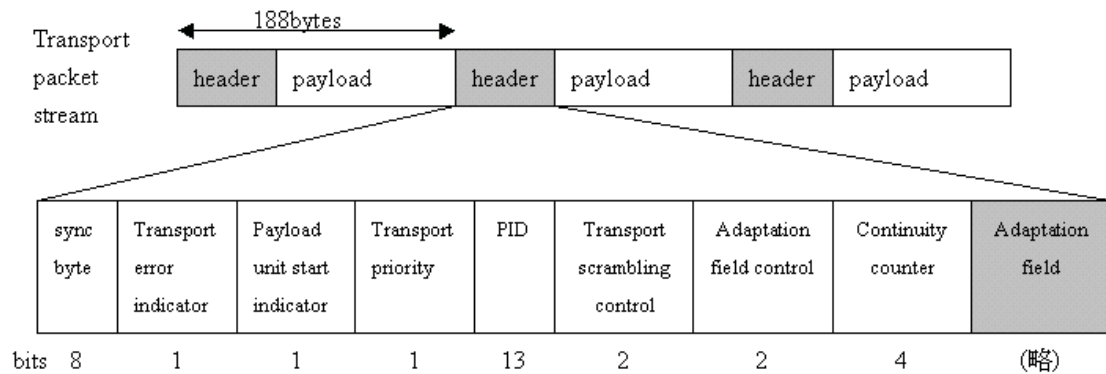 188bytes
Transport
packet
stream
header payload header payload header payload
sync
byte
Transport
error
indicator
Payload
unit start
indicator
Transport
priority
PID
Transport
scrambling
control
Adaptation
field control
Continuity
counter
Adaptation
field
bits 8 1 1 1 13 2 2 4 (略)